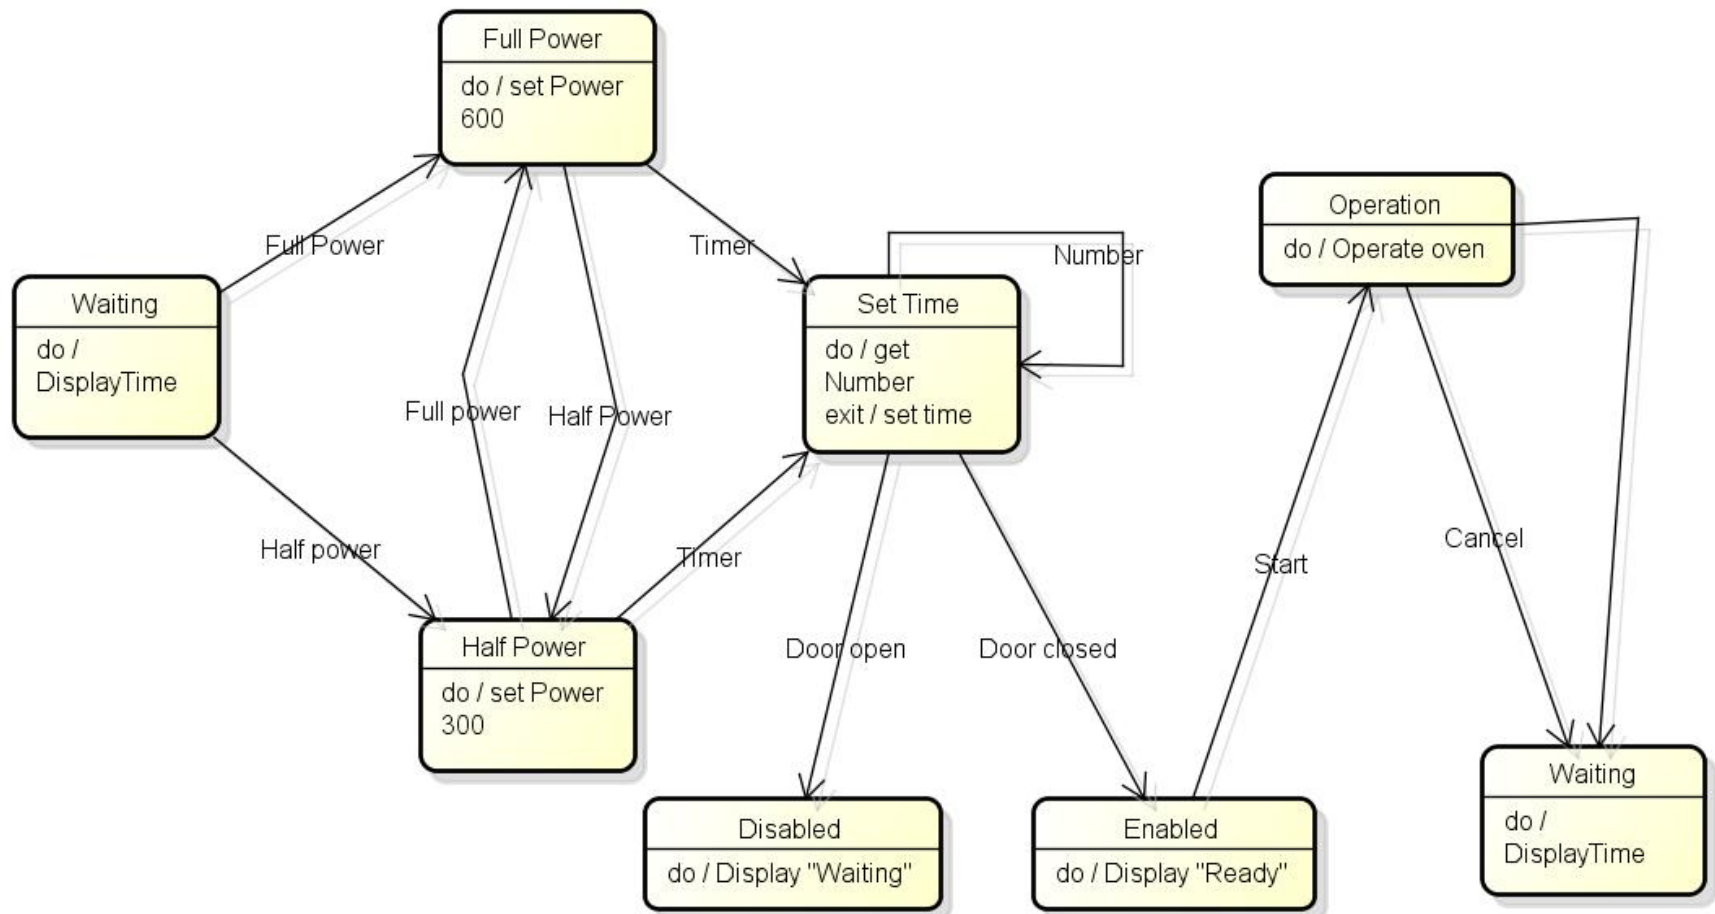 Full Power
do / set Power
600
Operation
do / Operate oven
Full Power
Timer
Number
Waiting
do /
DisplayTime
Set Time
do / get
Number
exit / set time
Full power
Half Power
Half power
Timer
Start
Cancel
Half Power
do / set Power
300
Door open
Door closed
Disabled
do / Display "Waiting"
Enabled
do / Display "Ready"
Waiting
do /
DisplayTime